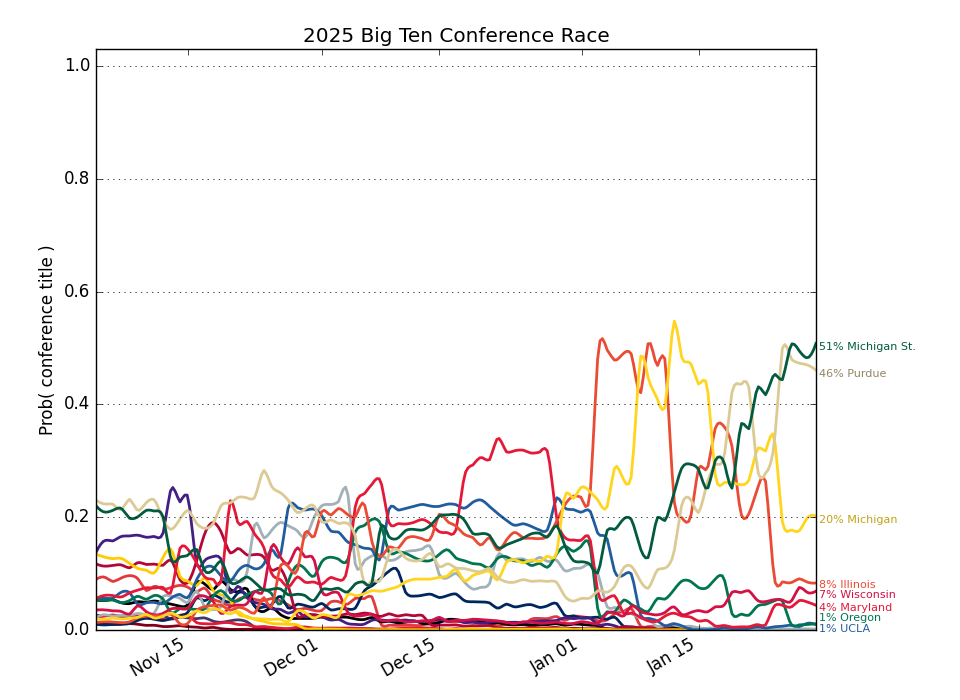 2025 Big Ten Conference Race
Prob( conference title )
1.0
0.8
0.6
0.4
0.2
0.0
Nov 15
Dec 01
Dec 15
Jan 01
Jan 15
51% Michigan St.
46% Purdue
20% Michigan
8% Illinois
7% Wisconsin
4% Maryland
1% Oregon
1% UCLA